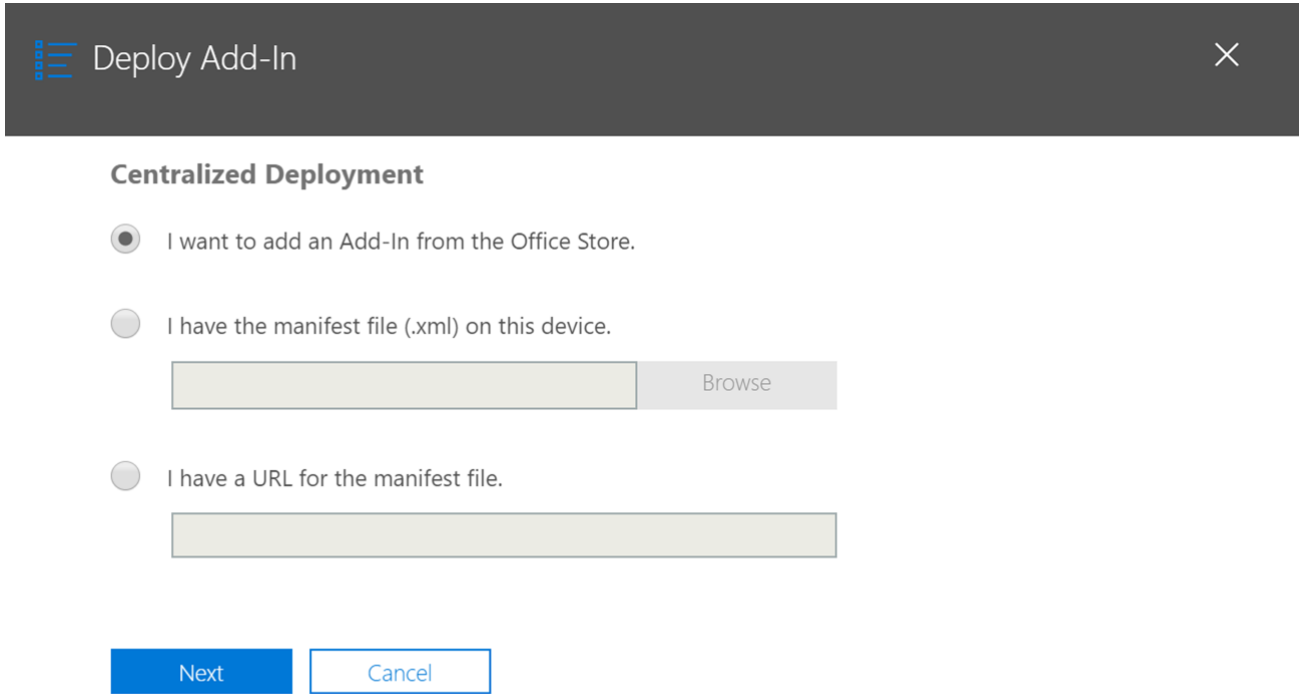 Deploy Add-In
Centralized Deployment
I want to add an Add-In from the Office Store.
I have the manifest file (.xml) on this device.
Browse
I have a URL for the manifest file.
Next
Cancel